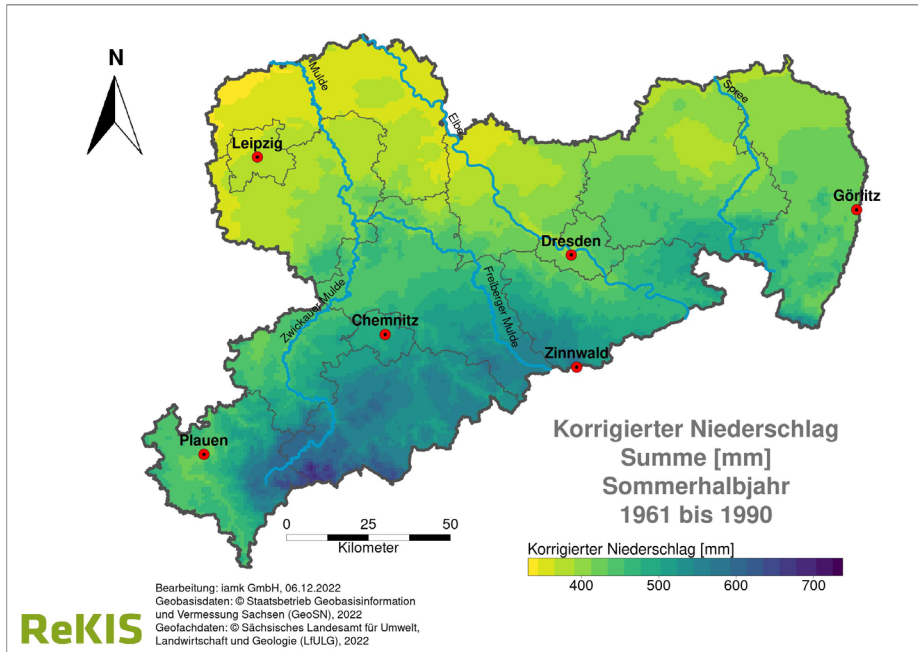 N
Mulde
Elbe
Spree
Leipzig
Görlitz
Dresden
Zwickauer Mulde
Freiberger Mulde
Chemnitz
Zinnwald
Plauen
Korrigierter Niederschlag
Summe [mm]
Sommerhalbjahr
1961 bis 1990
0 25 50
Kilometer
Korrigierter Niederschlag [mm]
400 500 600 700
ReKIS
Bearbeitung: iamk GmbH, 06.12.2022
Geobasisdaten: © Staatsbetrieb Geobasisinformation
und Vermessung Sachsen (GeoSN), 2022
Geofachdaten: © Sächsisches Landesamt für Umwelt,
Landwirtschaft und Geologie (LfULG), 2022